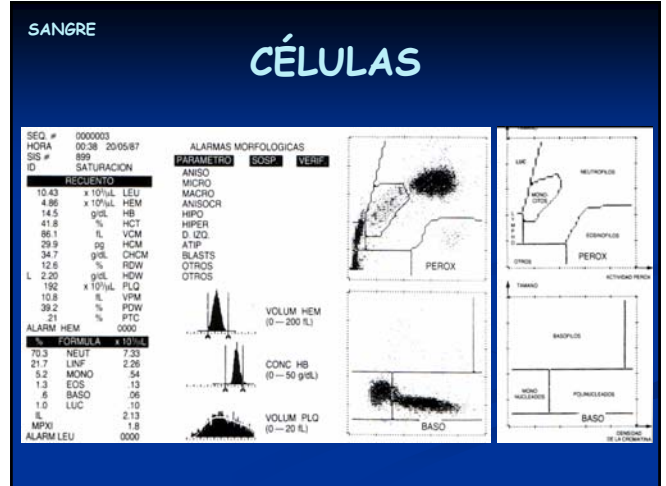 SANGRE
CÉLULAS
SEQ. # 0000003
HORA 00:38 20/05/87
SIS # 899
ID SATURACION
RECUENTO
10.43 x 10³/µL LEU
4.86 x 10⁶/µL HEM
14.5 g/dL HB
41.8 % HCT
86.1 fL VCM
29.9 pg HCM
34.7 g/dL CHCM
12.6 % RDW
L 2.20 g/dL HDW
192 x 10³/µL PLQ
10.8 fL VPM
39.2 % PDW
.21 % PTC
ALARM HEM 0000
% FORMULA x 10³/µL
70.3 NEUT 7.33
21.7 LINF 2.26
5.2 MONO .54
1.3 EOS .13
.6 BASO .06
1.0 LUC .10
IL 2.13
MPXI 1.8
ALARM LEU 0000
ALARMAS MORFOLOGICAS
PARAMETRO SOSP. VERIF.
ANISO
MICRO
MACRO
ANISOCR
HIPO
HIPER
D. IZQ.
ATIP
BLASTS
OTROS
OTROS
VOLUM HEM
(0 — 200 fL)
CONC HB
(0 — 50 g/dL)
VOLUM PLQ
(0 — 20 fL)
PEROX
BASO
LUC
NEUTROFILOS
MONO
CITOS
EOSINOFILOS
OTROS
PEROX
ACTIVIDAD PEROX
TAMANO
BASOFILOS
MONO
NUCLEADOS
POLINUCLEADOS
BASO
DENSIDAD
DE LA CROMATINA